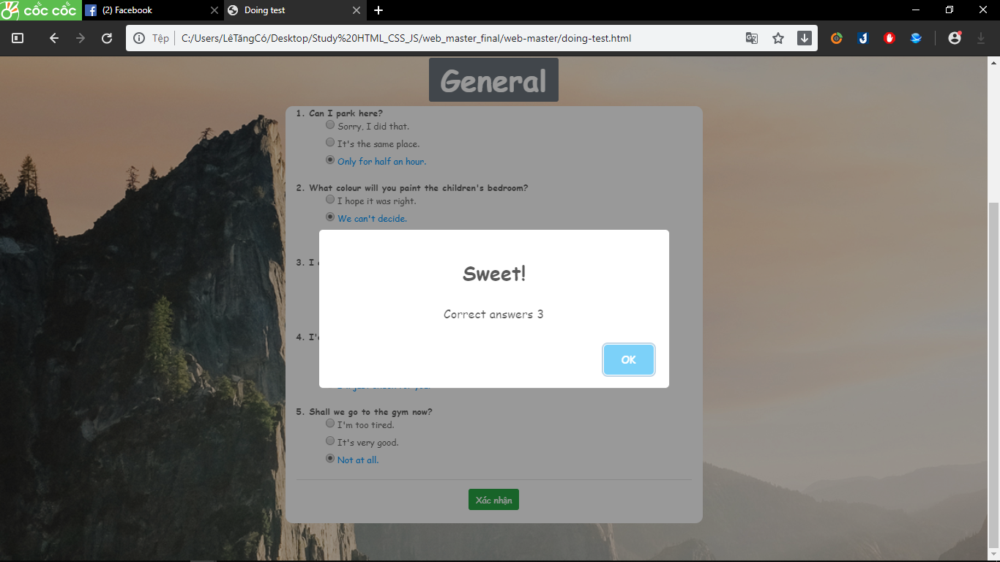 cốc cốc
(2) Facebook
Doing test
Tệp
C:/Users/LêTăngCó/Desktop/Study%20HTML_CSS_JS/web_master_final/web-master/doing-test.html
General
1. Can I park here?
Sorry, I did that.
It's the same place.
Only for half an hour.
2. What colour will you paint the children's bedroom?
I hope it was right.
We can't decide.
3. I
Sweet!
Correct answers 3
4. I'
OK
5. Shall we go to the gym now?
I'm too tired.
It's very good.
Not at all.
Xác nhận